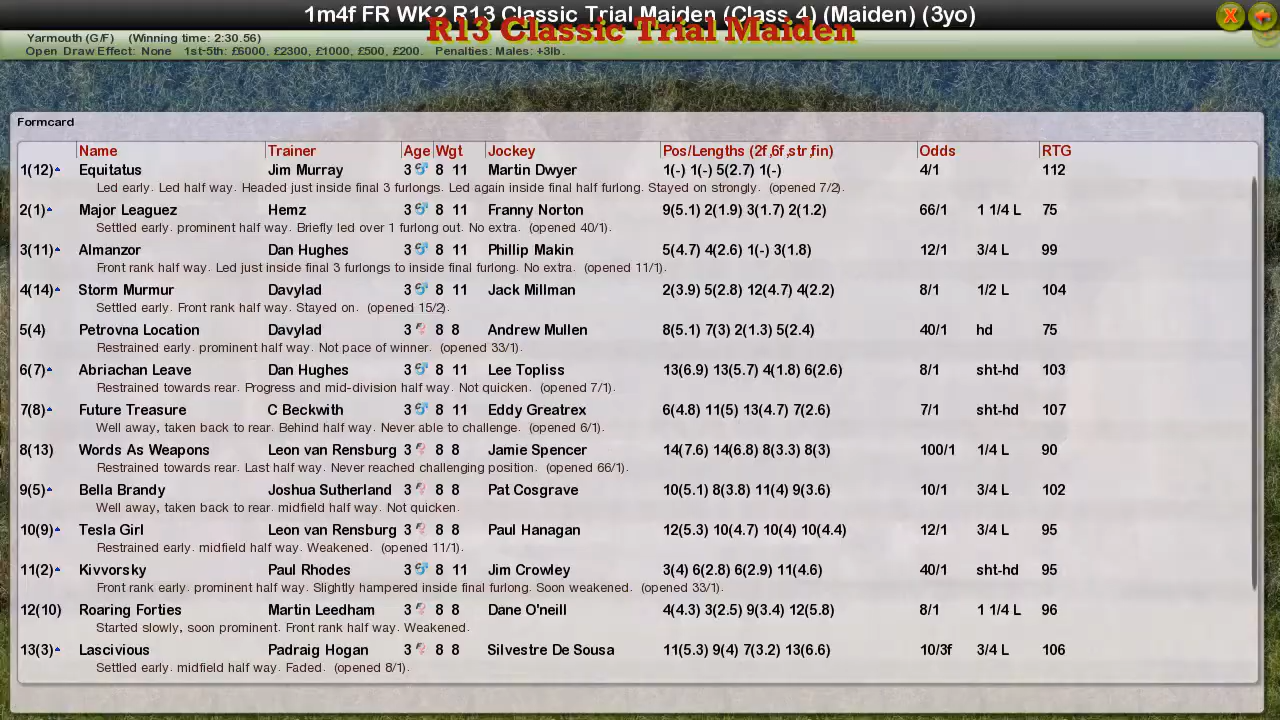 1m4f FR WK2 R13 Classic Trial Maiden (Class 4) (Maiden) (3yo)
R13 Classic Trial Maiden
Yarmouth (G/F) (Winning time: 2:30.56)
Open Draw Effect: None 1st-5th: £6000, £2300, £1000, £500, £200. Penalties: Males: +3lb.
Formcard
Name Trainer Age Wgt Jockey Pos/Lengths (2f,6f,str,fin) Odds RTG
1(12) Equitatus Jim Murray 3 8 11 Martin Dwyer 1(-) 1(-) 5(2.7) 1(-) 4/1 112
Led early. Led half way. Headed just inside final 3 furlongs. Led again inside final half furlong. Stayed on strongly. (opened 7/2).
2(1) Major Leaguez Hemz 3 8 11 Franny Norton 9(5.1) 2(1.9) 3(1.7) 2(1.2) 66/1 1 1/4 L 75
Settled early. prominent half way. Briefly led over 1 furlong out. No extra. (opened 40/1).
3(11) Almanzor Dan Hughes 3 8 11 Phillip Makin 5(4.7) 4(2.6) 1(-) 3(1.8) 12/1 3/4 L 99
Front rank half way. Led just inside final 3 furlongs to inside final furlong. No extra. (opened 11/1).
4(14) Storm Murmur Davylad 3 8 11 Jack Millman 2(3.9) 5(2.8) 12(4.7) 4(2.2) 8/1 1/2 L 104
Settled early. Front rank half way. Stayed on. (opened 15/2).
5(4) Petrovna Location Davylad 3 8 8 Andrew Mullen 8(5.1) 7(3) 2(1.3) 5(2.4) 40/1 hd 75
Restrained early. prominent half way. Not pace of winner. (opened 33/1).
6(7) Abriachan Leave Dan Hughes 3 8 11 Lee Topliss 13(6.9) 13(5.7) 4(1.8) 6(2.6) 8/1 sht-hd 103
Restrained towards rear. Progress and mid-division half way. Not quicken. (opened 7/1).
7(8) Future Treasure C Beckwith 3 8 11 Eddy Greatrex 6(4.8) 11(5) 13(4.7) 7(2.6) 7/1 sht-hd 107
Well away, taken back to rear. Behind half way. Never able to challenge. (opened 6/1).
8(13) Words As Weapons Leon van Rensburg 3 8 8 Jamie Spencer 14(7.6) 14(6.8) 8(3.3) 8(3) 100/1 1/4 L 90
Restrained towards rear. Last half way. Never reached challenging position. (opened 66/1).
9(5) Bella Brandy Joshua Sutherland 3 8 8 Pat Cosgrave 10(5.1) 8(3.8) 11(4) 9(3.6) 10/1 3/4 L 102
Well away, taken back to rear. midfield half way. Not quicken.
10(9) Tesla Girl Leon van Rensburg 3 8 8 Paul Hanagan 12(5.3) 10(4.7) 10(4) 10(4.4) 12/1 3/4 L 95
Restrained early. midfield half way. Weakened. (opened 11/1).
11(2) Kivvorsky Paul Rhodes 3 8 11 Jim Crowley 3(4) 6(2.8) 6(2.9) 11(4.6) 40/1 sht-hd 95
Front rank early. prominent half way. Slightly hampered inside final furlong. Soon weakened. (opened 33/1).
12(10) Roaring Forties Martin Leedham 3 8 8 Dane O'neill 4(4.3) 3(2.5) 9(3.4) 12(5.8) 8/1 1 1/4 L 96
Started slowly, soon prominent. Front rank half way. Weakened.
13(3) Lascivious Padraig Hogan 3 8 8 Silvestre De Sousa 11(5.3) 9(4) 7(3.2) 13(6.6) 10/3f 3/4 L 106
Settled early. midfield half way. Faded. (opened 8/1).